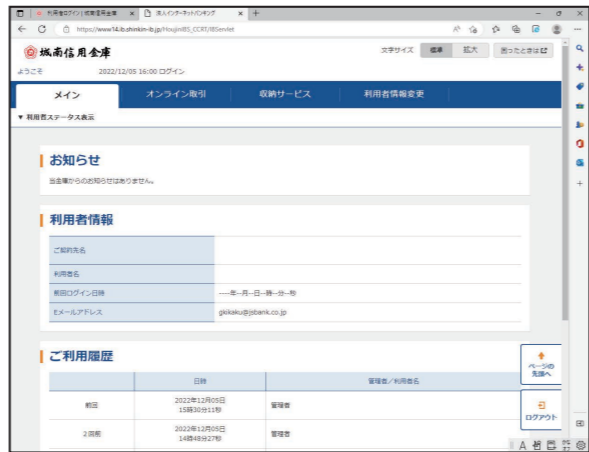 利用者ログイン | 城南信用金庫
法人インターネットバンキング
https://www14.ib.shinkin-ib.jp/HoujinIBS_CCRT/IBServlet
城南信用金庫
文字サイズ 標準 拡大 困ったときは
ようこそ 2022/12/05 16:00 ログイン
メイン オンライン取引 収納サービス 利用者情報変更
▼ 利用者ステータス表示
お知らせ
当金庫からのお知らせはありません。
利用者情報
ご契約先名
利用者名
前回ログイン日時 ----年--月--日--時--分--秒
Eメールアドレス gkikaku@jsbank.co.jp
ご利用履歴
日時 管理者/利用者名
前回 2022年12月05日 管理者
15時30分11秒
2回前 2022年12月05日 管理者
14時48分27秒
ページの
先頭へ
ログアウト